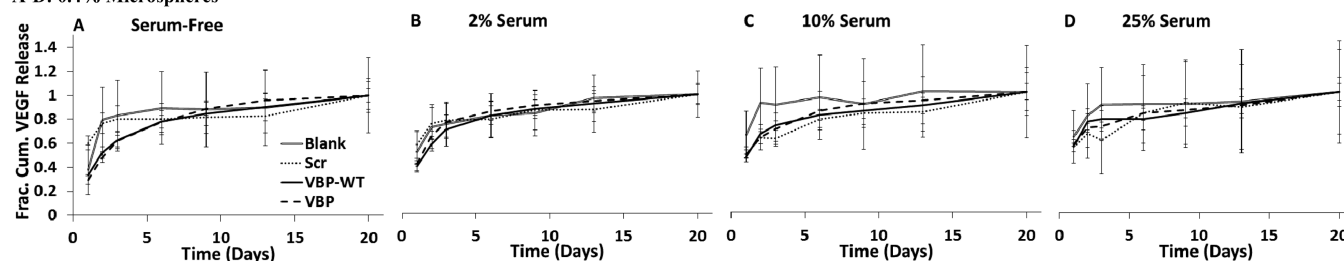 A-D: 0.4% Microspheres
A Serum-Free
B 2% Serum
C 10% Serum
D 25% Serum
Frac. Cum. VEGF Release
1.4
1.2
1
0.8
0.6
0.4
0.2
0
Blank
Scr
VBP-WT
VBP
0 5 10 15 20
0 5 10 15 20
0 5 10 15 20
0 5 10 15 20
Time (Days)
Time (Days)
Time (Days)
Time (Days)